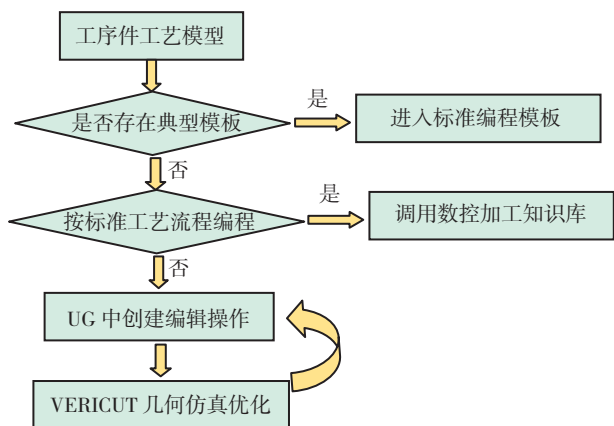 工序件工艺模型
是否存在典型模板
是
进入标准编程模板
否
按标准工艺流程编程
是
调用数控加工知识库
否
UG 中创建编辑操作
VERICUT 几何仿真优化